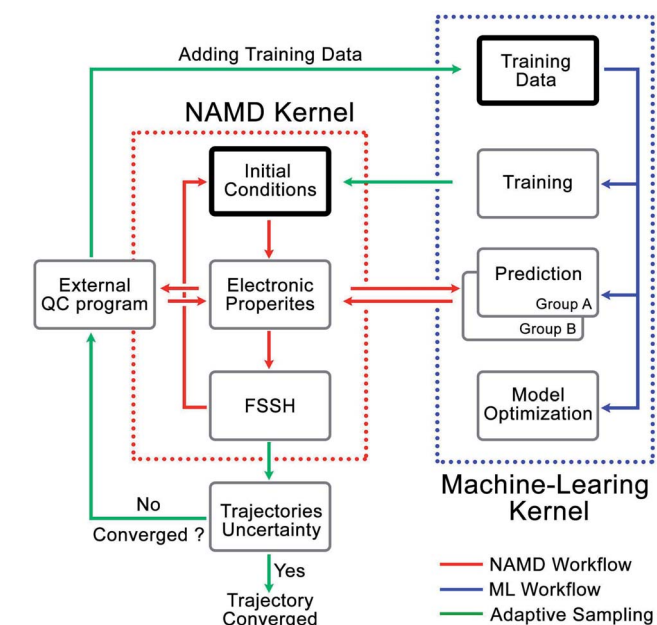 Adding Training Data
Training
Data
NAMD Kernel
Initial
Conditions
Training
External
QC program
Electronic
Properites
Prediction
Group A
Group B
FSSH
Model
Optimization
Machine-Learing
Kernel
No
Converged ?
Trajectories
Uncertainty
Yes
Trajectory
Converged
NAMD Workflow
ML Workflow
Adaptive Sampling